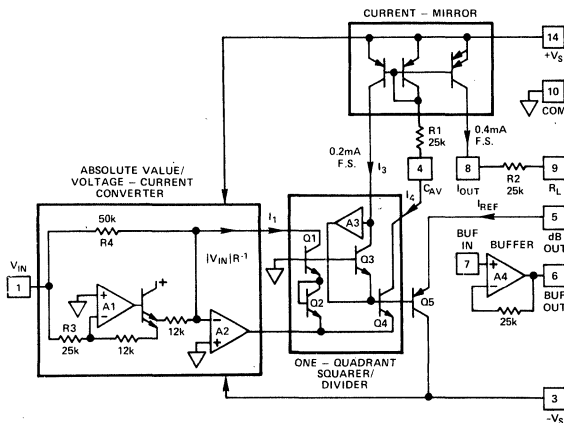 CURRENT – MIRROR
14
+VS
10
COM
R1
25k
0.2mA
F.S.
0.4mA
F.S.
ABSOLUTE VALUE/
VOLTAGE – CURRENT
CONVERTER
I3
4
CAV
8
IOUT
R2
25k
9
RL
I4
IREF
5
dB
OUT
50k
R4
I1
|VIN|R-1
A3
Q1
Q3
BUF
IN
BUFFER
7
A4
6
BUF
OUT
25k
VIN
1
+
A1
+
–
12k
R3
25k
12k
–
A2
+
Q2
Q4
Q5
+
–
ONE – QUADRANT
SQUARER/
DIVIDER
3
-VS